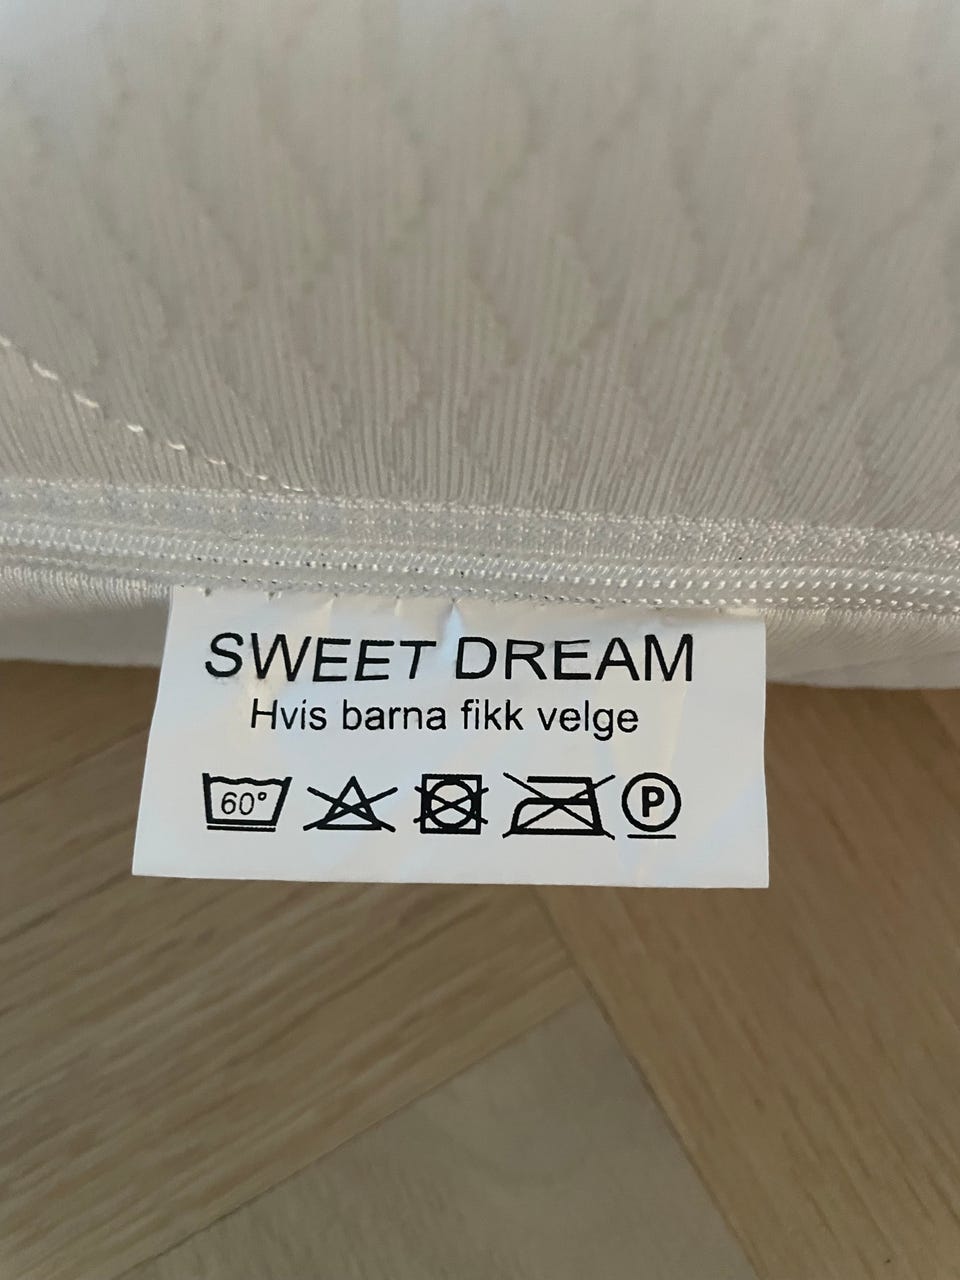 SWEET DREAM
Hvis barna fikk velge
60° P